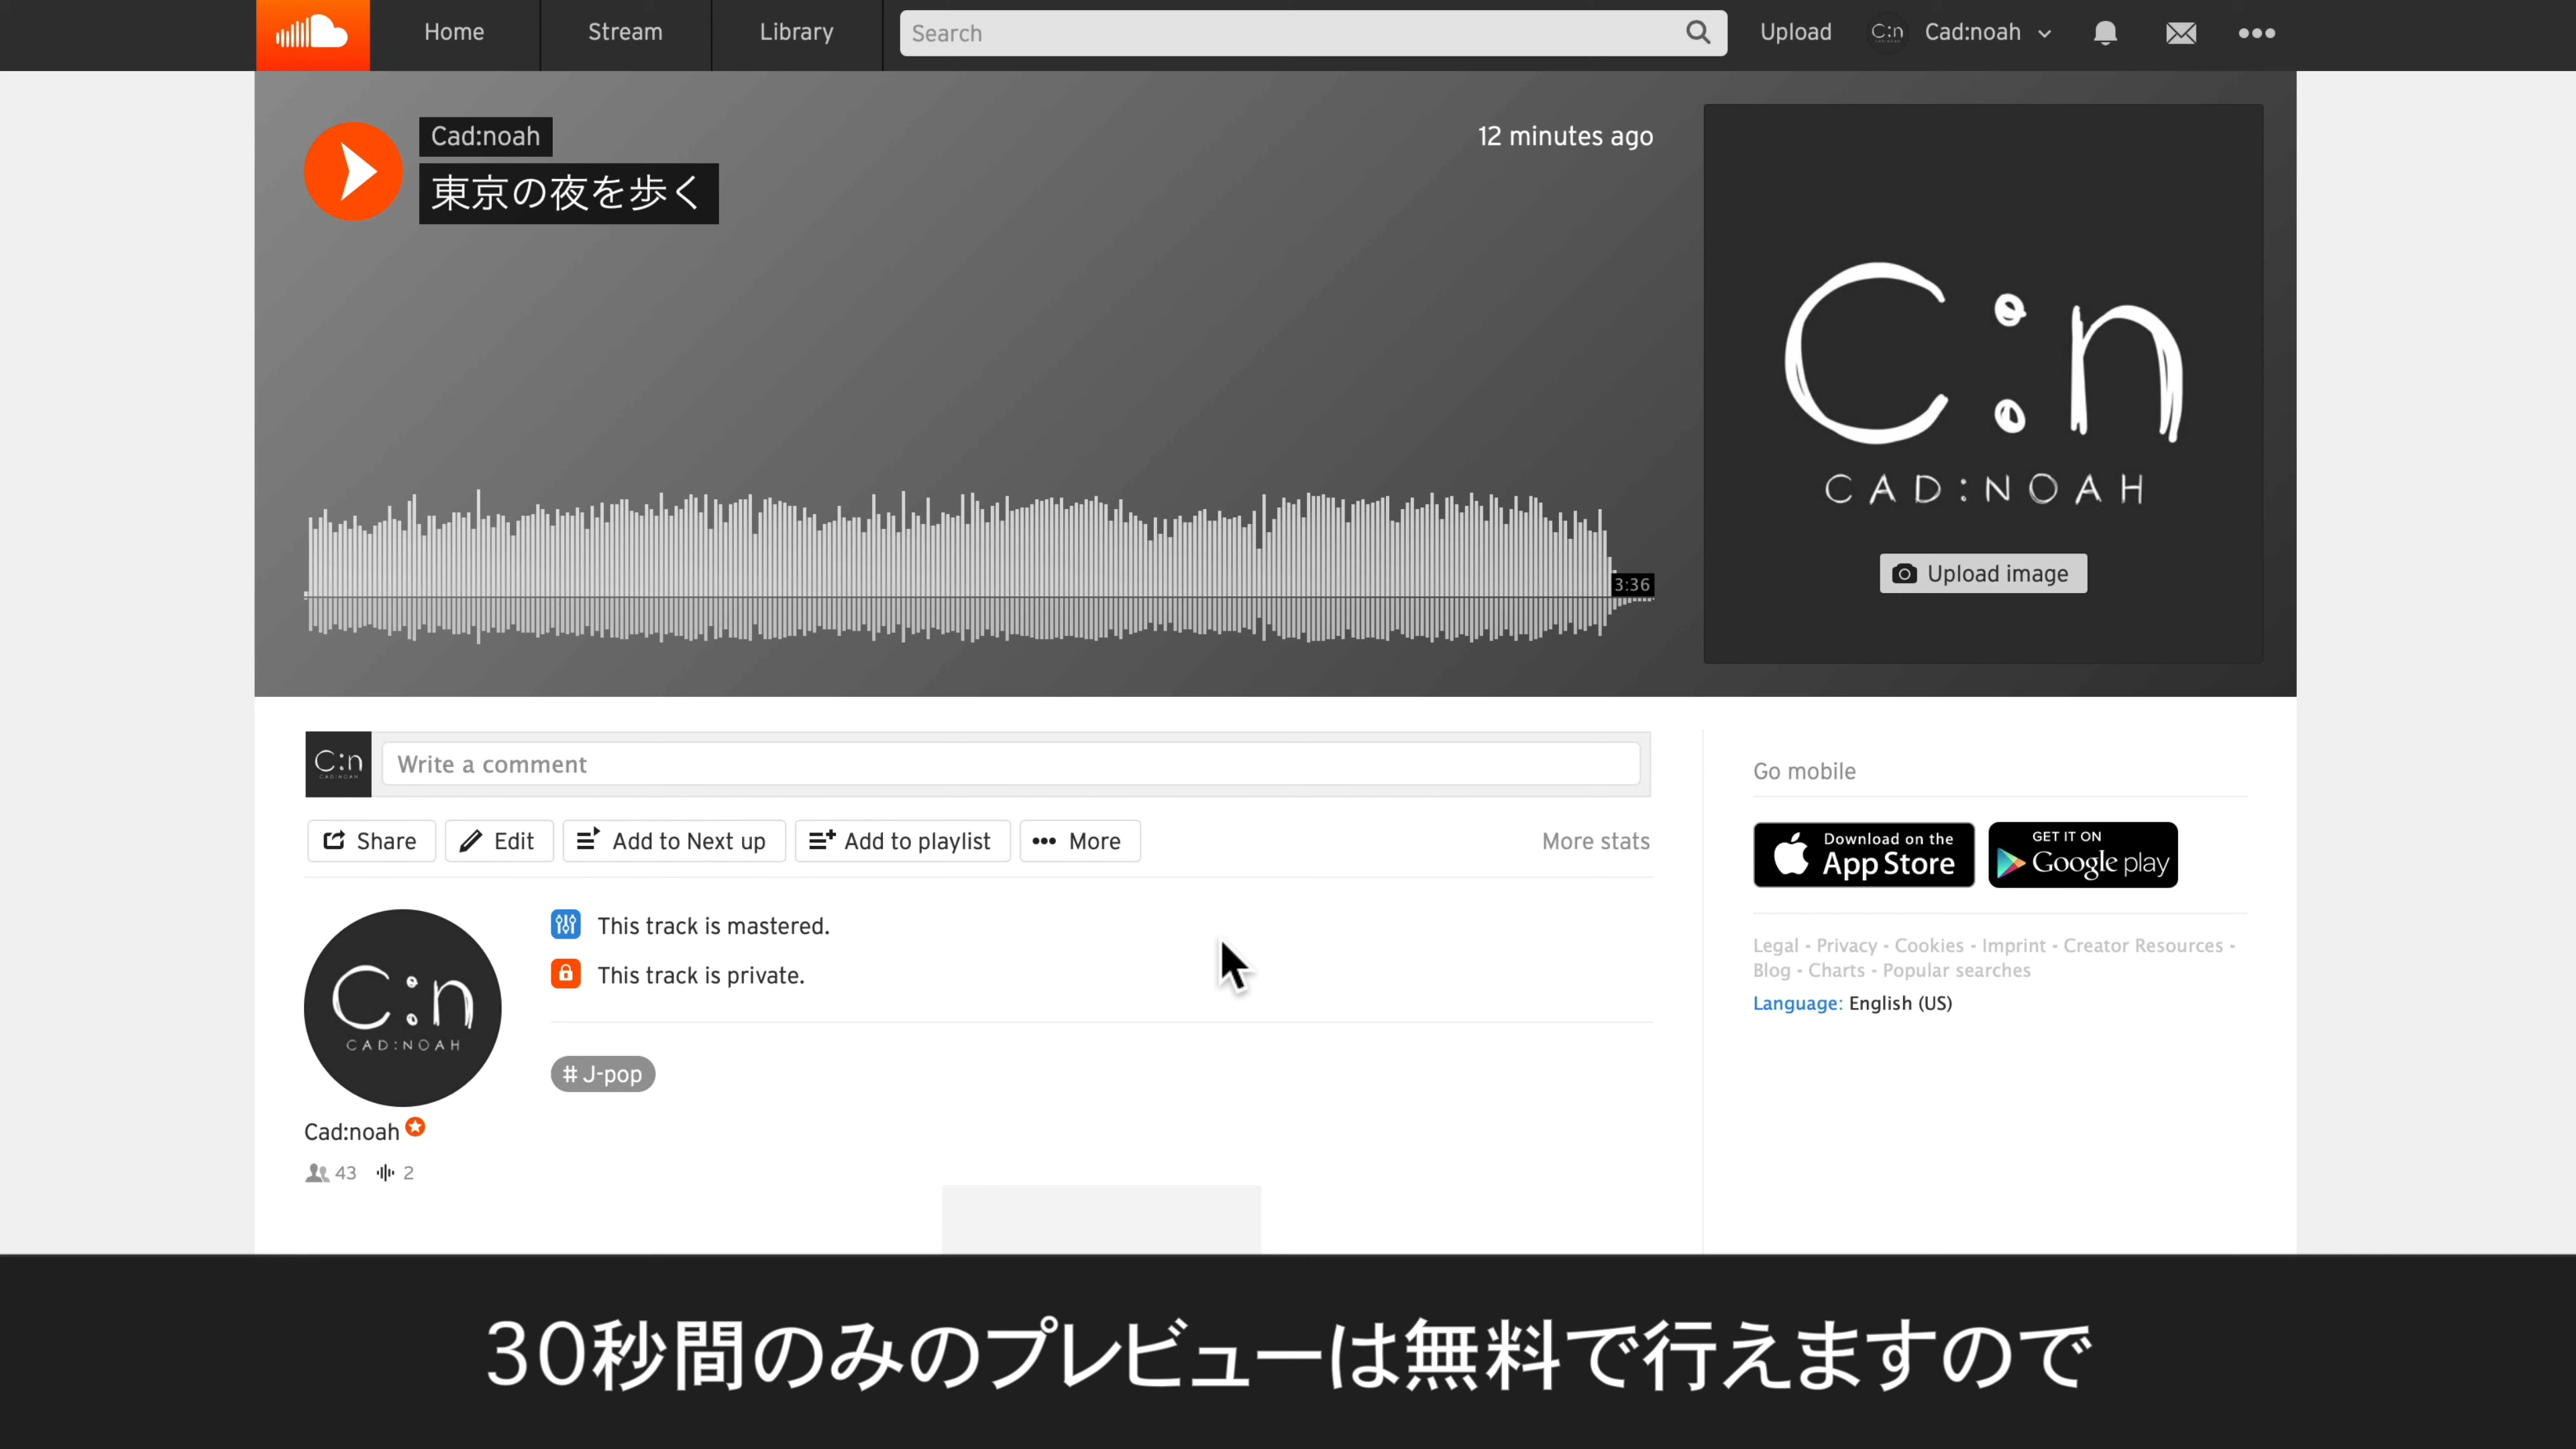 Home
Stream
Library
Search
Upload
C:n
Cad:noah
Cad:noah
12 minutes ago
東京の夜を歩く
C:n
CAD:NOAH
Upload image
3:36
C:n
CAD:NOAH
Write a comment
Share
Edit
Add to Next up
Add to playlist
More
More stats
Go mobile
Download on the
App Store
GET IT ON
Google play
This track is mastered.
This track is private.
Legal - Privacy - Cookies - Imprint - Creator Resources -
Blog - Charts - Popular searches
Language: English (US)
C:n
CAD:NOAH
# J-pop
Cad:noah
43 2
30秒間のみのプレビューは無料で行えますので